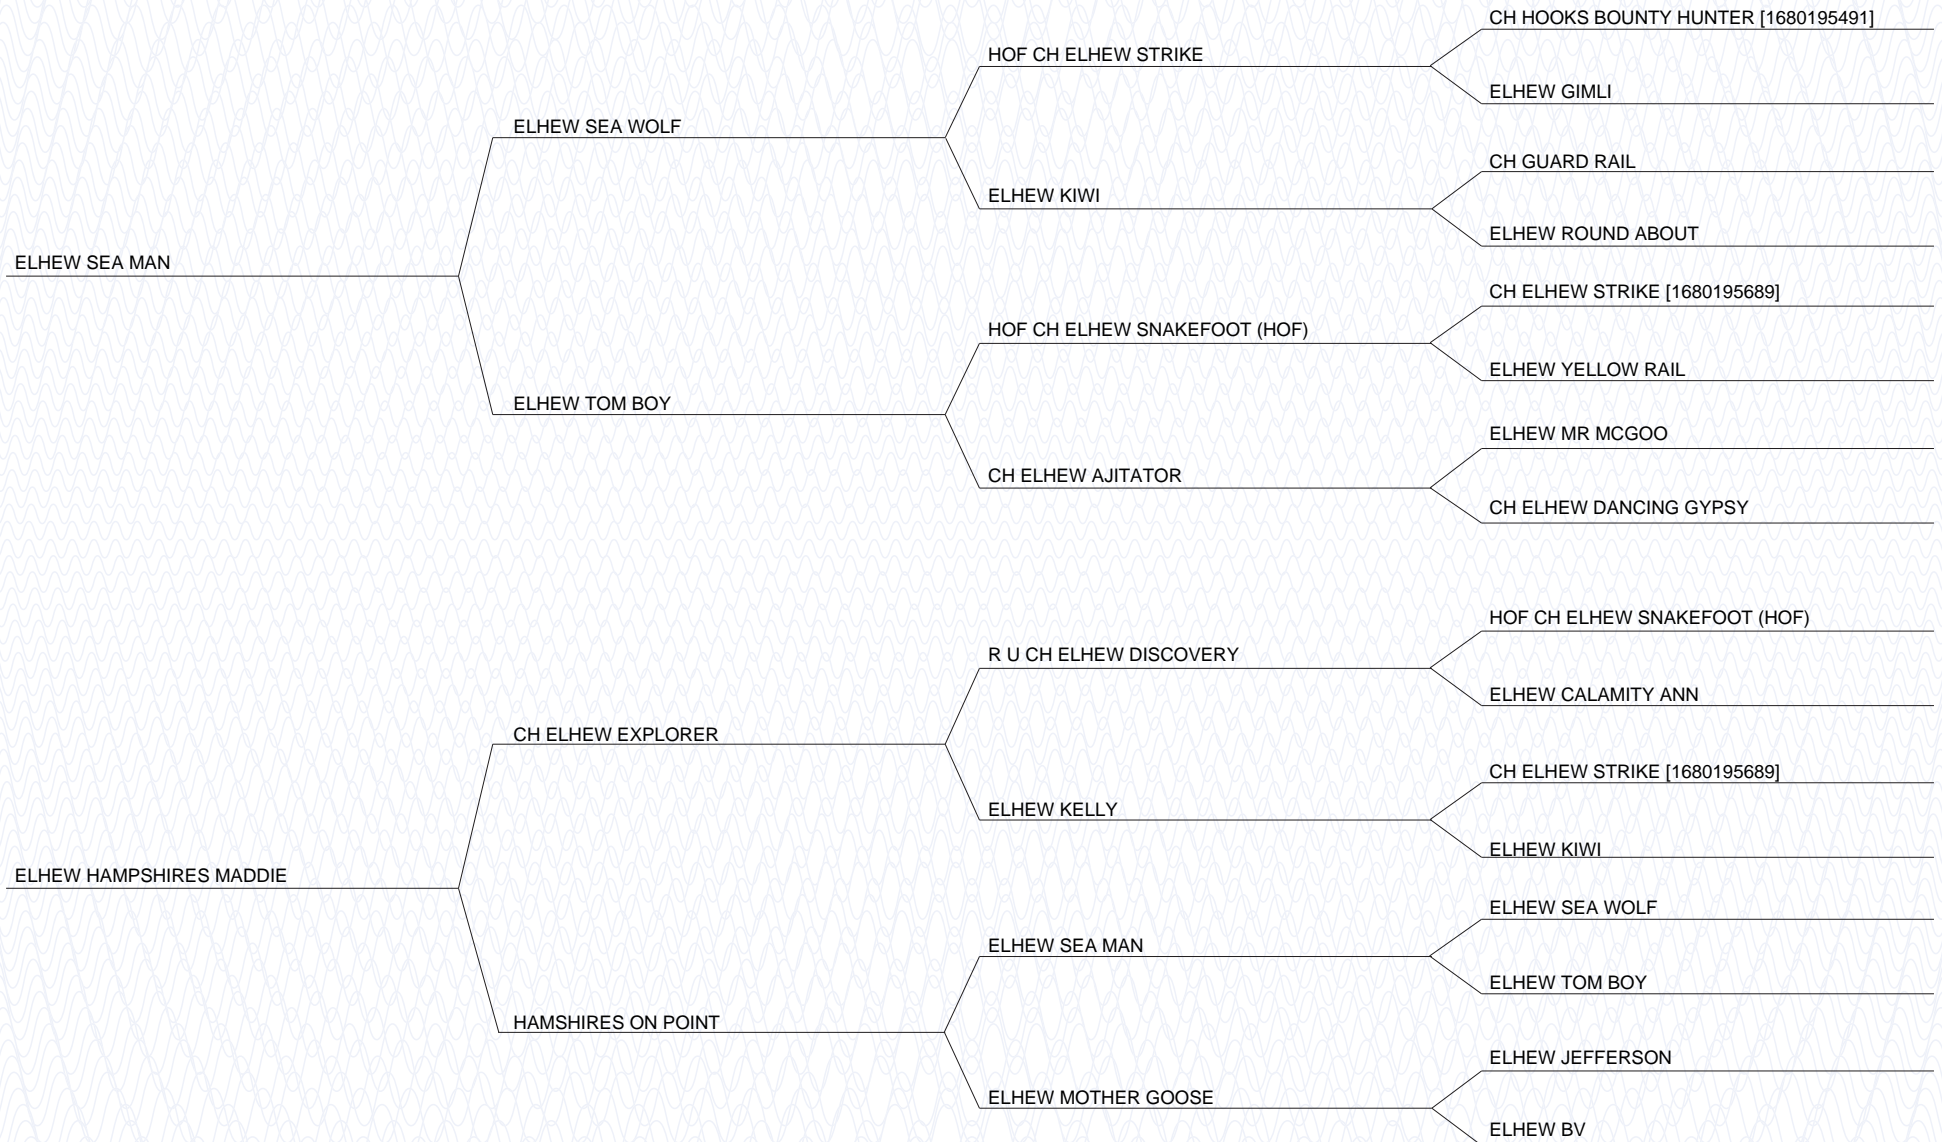 CH HOOKS BOUNTY HUNTER [1680195491]
HOF CH ELHEW STRIKE
ELHEW GIMLI
ELHEW SEA WOLF
CH GUARD RAIL
ELHEW KIWI
ELHEW ROUND ABOUT
ELHEW SEA MAN
CH ELHEW STRIKE [1680195689]
HOF CH ELHEW SNAKEFOOT (HOF)
ELHEW YELLOW RAIL
ELHEW TOM BOY
ELHEW MR MCGOO
CH ELHEW AJITATOR
CH ELHEW DANCING GYPSY
HOF CH ELHEW SNAKEFOOT (HOF)
R U CH ELHEW DISCOVERY
ELHEW CALAMITY ANN
CH ELHEW EXPLORER
CH ELHEW STRIKE [1680195689]
ELHEW KELLY
ELHEW KIWI
ELHEW HAMPSHIRES MADDIE
ELHEW SEA WOLF
ELHEW SEA MAN
ELHEW TOM BOY
HAMSHIRES ON POINT
ELHEW JEFFERSON
ELHEW MOTHER GOOSE
ELHEW BV